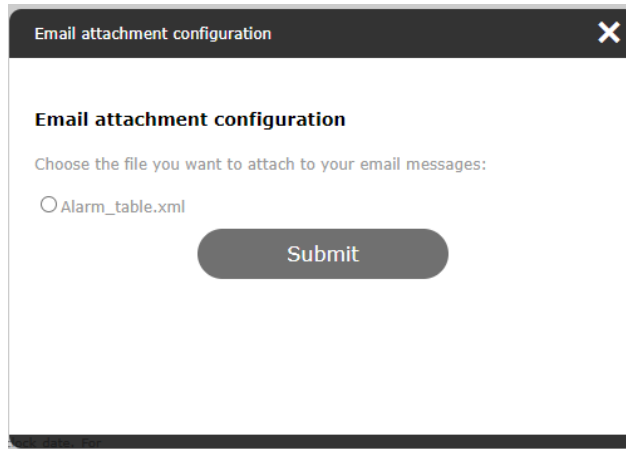 Email attachment configuration
Email attachment configuration
Choose the file you want to attach to your email messages:
Alarm_table.xml
Submit
clock date. For